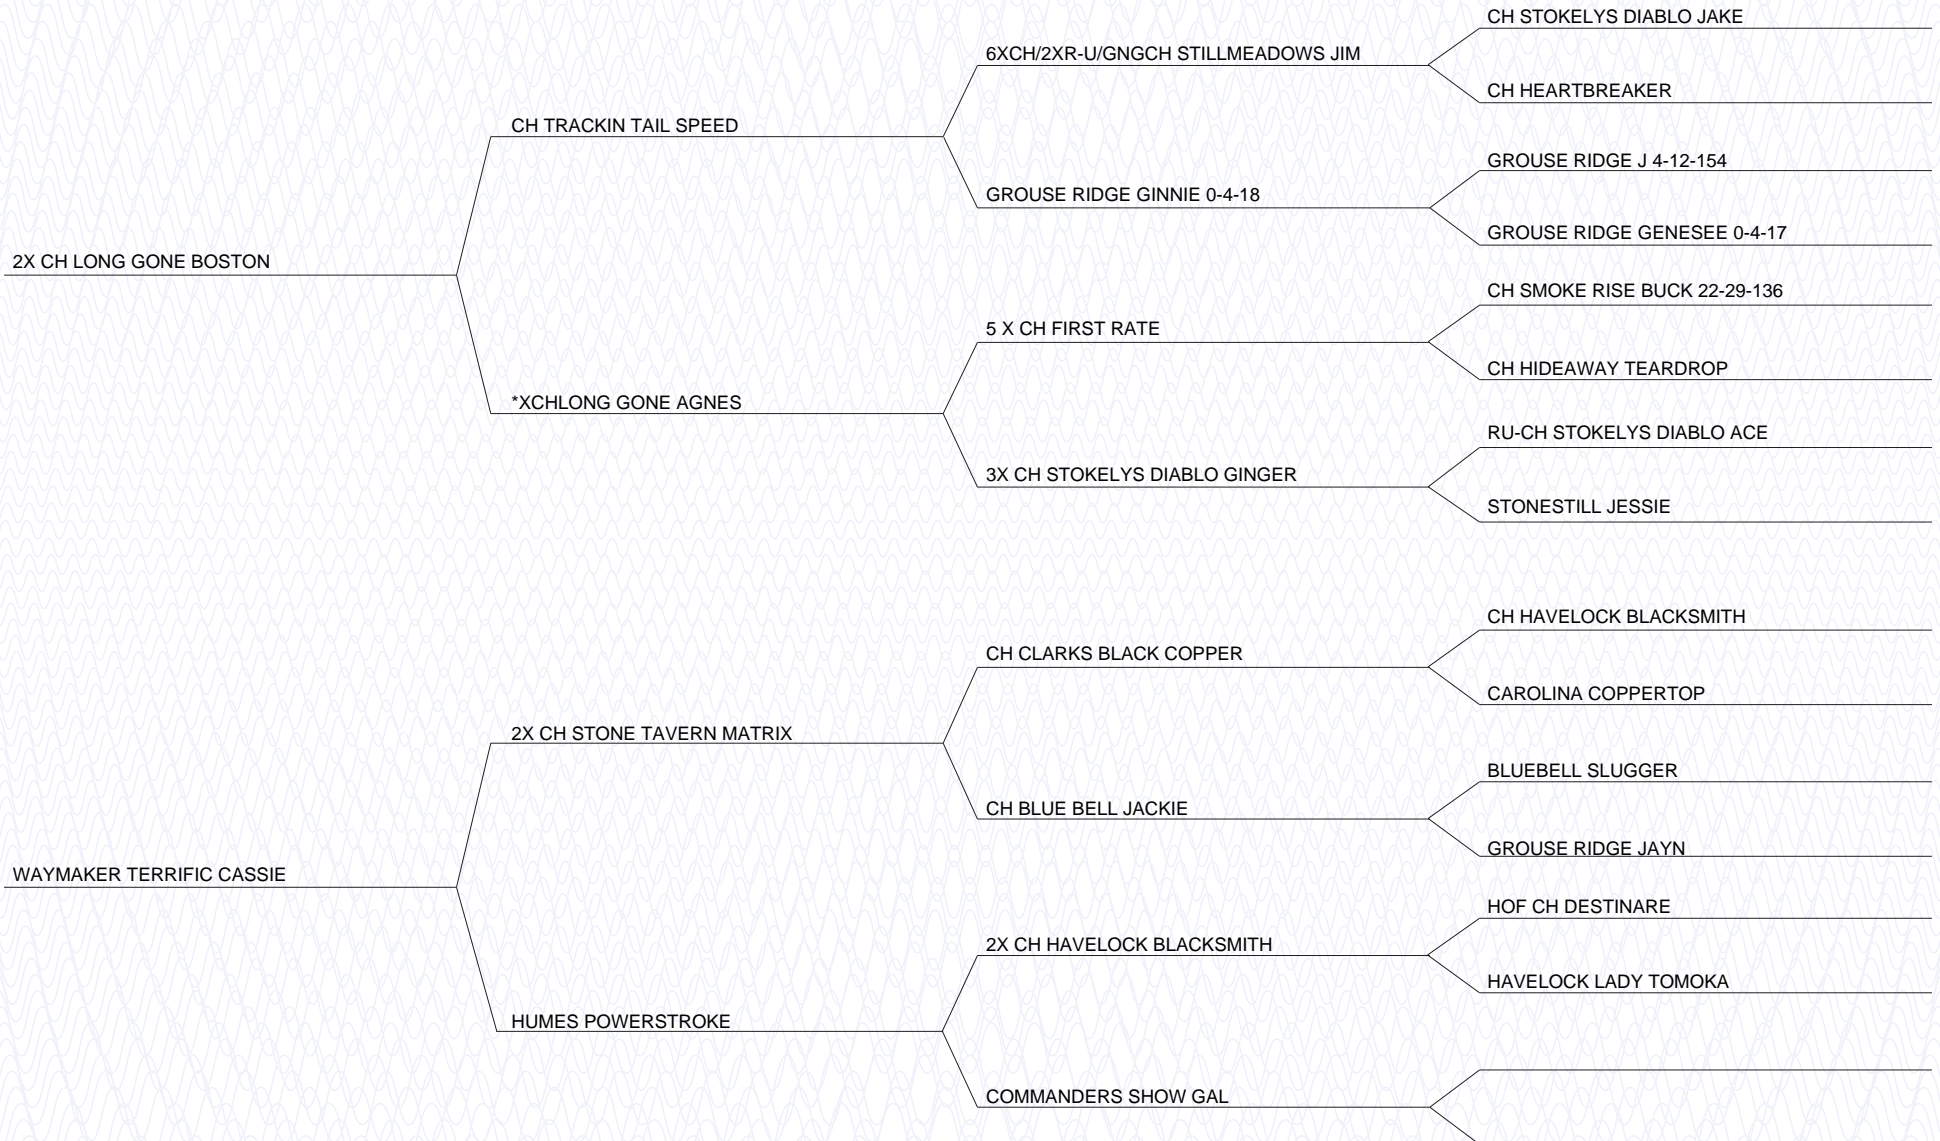 CH STOKELYS DIABLO JAKE
6XCH/2XR-U/GNGCH STILLMEADOWS JIM
CH HEARTBREAKER
CH TRACKIN TAIL SPEED
GROUSE RIDGE J 4-12-154
GROUSE RIDGE GINNIE 0-4-18
GROUSE RIDGE GENESEE 0-4-17
2X CH LONG GONE BOSTON
CH SMOKE RISE BUCK 22-29-136
5 X CH FIRST RATE
CH HIDEAWAY TEARDROP
*XCHLONG GONE AGNES
RU-CH STOKELYS DIABLO ACE
3X CH STOKELYS DIABLO GINGER
STONESTILL JESSIE
CH HAVELOCK BLACKSMITH
CH CLARKS BLACK COPPER
CAROLINA COPPERTOP
2X CH STONE TAVERN MATRIX
BLUEBELL SLUGGER
CH BLUE BELL JACKIE
GROUSE RIDGE JAYN
WAYMAKER TERRIFIC CASSIE
HOF CH DESTINARE
2X CH HAVELOCK BLACKSMITH
HAVELOCK LADY TOMOKA
HUMES POWERSTROKE
COMMANDERS SHOW GAL